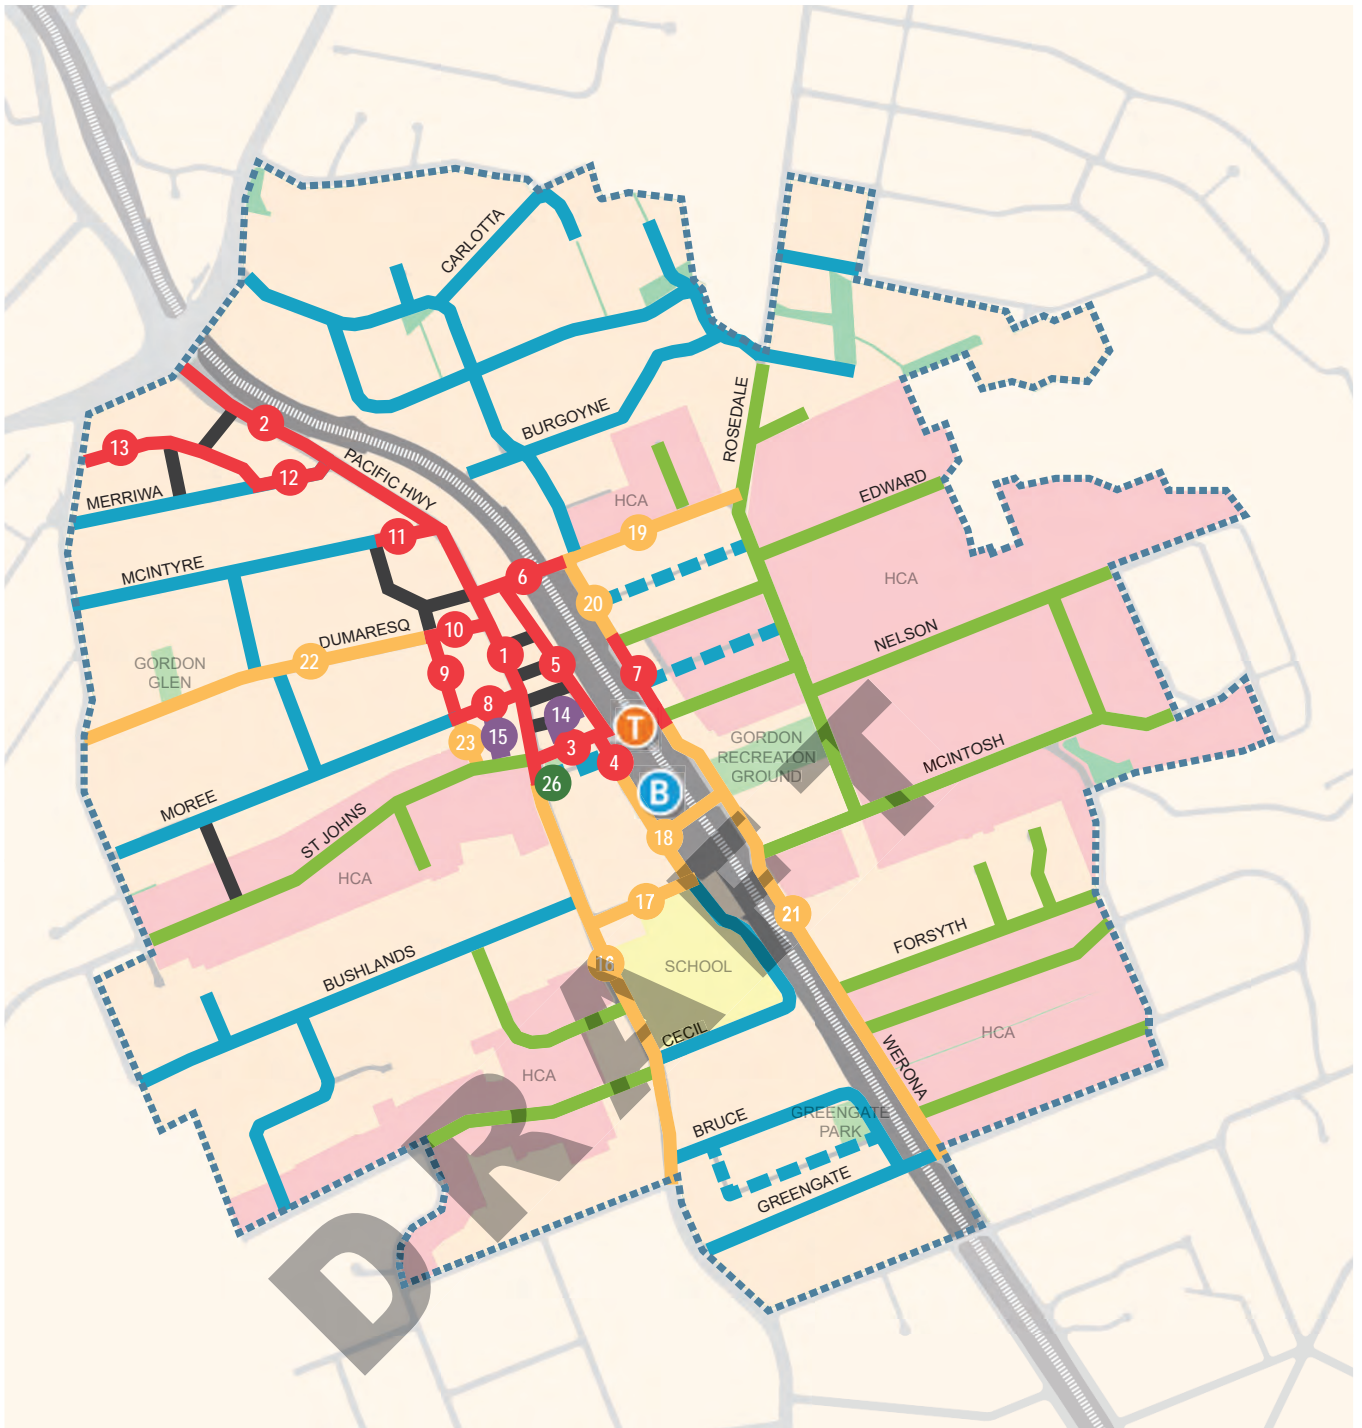 CARLOTTA
ROSEDALE
BURGOYNE
2
13
12
PACIFIC HWY
MERRIWA
HCA
EDWARD
19
11
MCINTYRE
6
HCA
20
DUMARESQ
10
NELSON
22
GORDON
GLEN
1
5
9
7
8
14
T
15
23
3
GORDON
RECREATON
GROUND
MCINTOSH
4
26
B
MOREE
ST JOHNS
18
HCA
17
21
FORSYTH
BUSHLANDS
16
SCHOOL
CECIL
HCA
HCA
WERONA
BRUCE
GREENGATE
PARK
GREENGATE
DRAFT